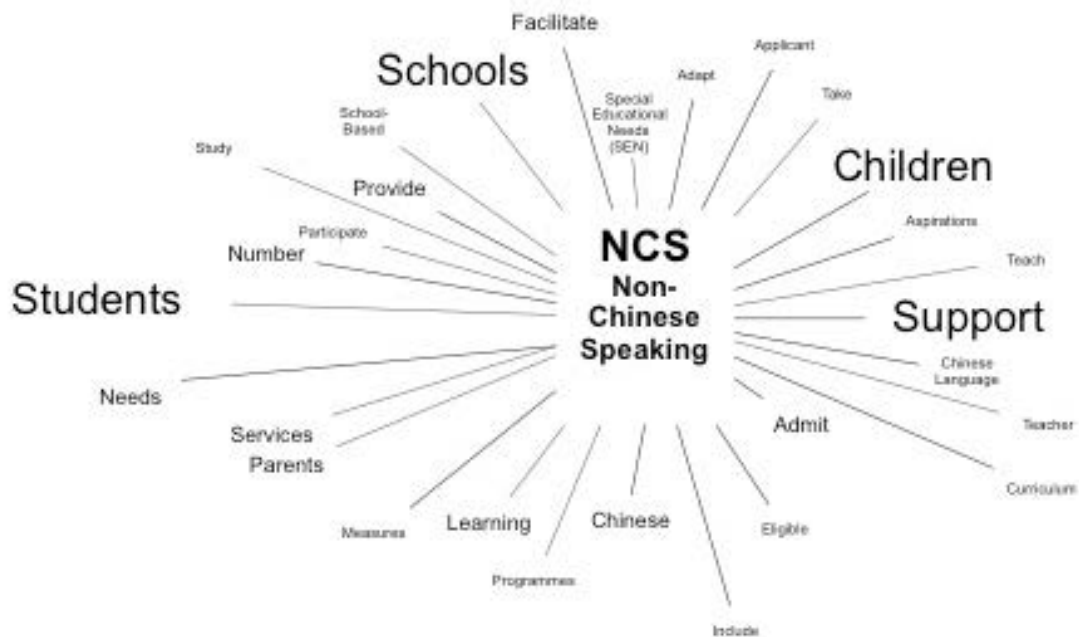 Facilitate
Applicant
Schools
Adapt
Take
Special
Educational
Needs
(SEN)
School-
Based
Study
Children
Provide
Aspirations
Participate
Number
NCS
Non-
Chinese
Speaking
Teach
Students
Support
Chinese
Language
Needs
Admit
Teacher
Services
Parents
Curriculum
Measures
Learning
Chinese
Eligible
Programmes
Include